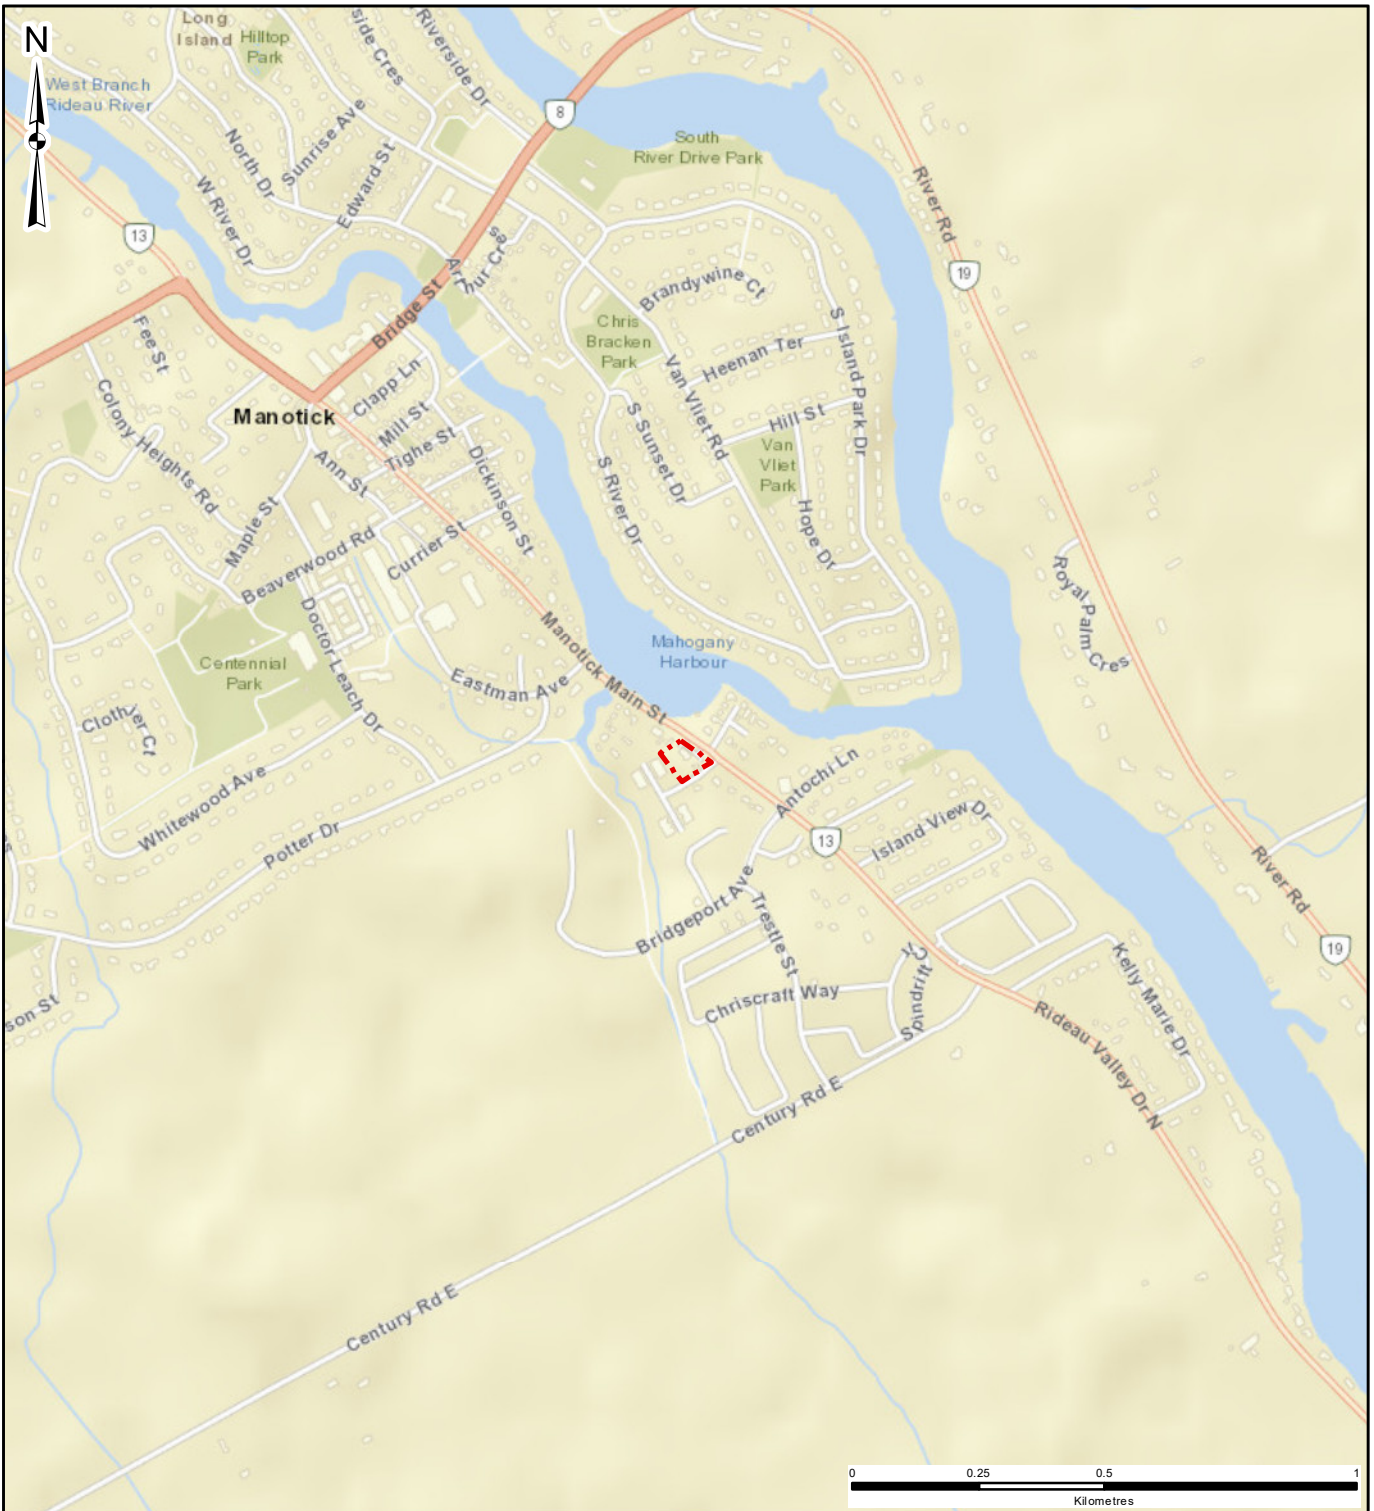 N
Long
Island
Hilltop
Park
side Cres
Riverside Dr
West Branch
Rideau River
8
South
River Drive Park
North Dr
Sunrise Ave
Edward St
W River Dr
13
River Rd
19
Arthur Cres
Bridge St
Brandywine Ct
Chris
Bracken
Park
S Island Park Dr
Fee St
Heenan Ter
Van Vliet Rd
Clapp Ln
Colony Heights Rd
Manotick
Mill St
Hill St
Tighe St
S Sunset Dr
Van
Vliet
Park
Ann St
Dickinson St
S River Dr
Maple St
Hope Dr
Beaverwood Rd
Currier St
Royal Palm Cres
Doctor Leach Dr
Manotick Main St
Mahogany
Harbour
Centennial
Park
Eastman Ave
Clothier Ct
Antochi Ln
Whitewood Ave
Island View Dr
13
Potter Dr
River Rd
Bridgeport Ave
Trestle St
19
Kelly Marie Dr
Chriscraft Way
Spindrift
son St
Rideau Valley Dr N
Century Rd E
Century Rd E
0 0.25 0.5 1
Kilometres